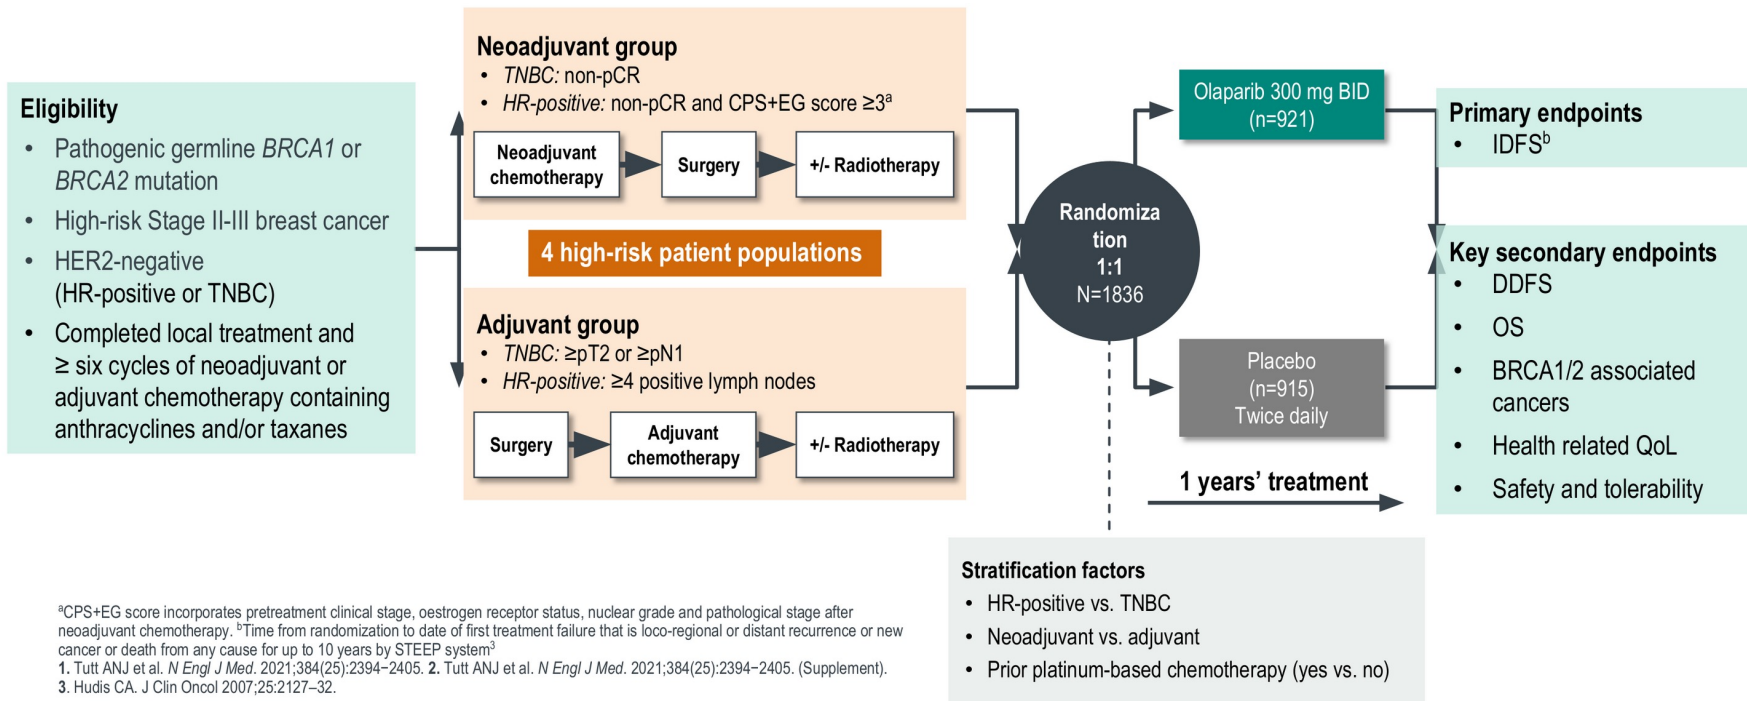 Eligibility
• Pathogenic germline BRCA1 or
BRCA2 mutation
• High-risk Stage II-III breast cancer
• HER2-negative
(HR-positive or TNBC)
• Completed local treatment and
≥ six cycles of neoadjuvant or
adjuvant chemotherapy containing
anthracyclines and/or taxanes
Neoadjuvant group
• TNBC: non-pCR
• HR-positive: non-pCR and CPS+EG score ≥3ᵃ
Neoadjuvant
chemotherapy
Surgery
+/- Radiotherapy
4 high-risk patient populations
Adjuvant group
• TNBC: ≥pT2 or ≥pN1
• HR-positive: ≥4 positive lymph nodes
Surgery
Adjuvant
chemotherapy
+/- Radiotherapy
Randomiza
tion
1:1
N=1836
Olaparib 300 mg BID
(n=921)
Placebo
(n=915)
Twice daily
1 years’ treatment
Primary endpoints
• IDFSᵇ
Key secondary endpoints
• DDFS
• OS
• BRCA1/2 associated
cancers
• Health related QoL
• Safety and tolerability
Stratification factors
• HR-positive vs. TNBC
• Neoadjuvant vs. adjuvant
• Prior platinum-based chemotherapy (yes vs. no)
ᵃCPS+EG score incorporates pretreatment clinical stage, oestrogen receptor status, nuclear grade and pathological stage after
neoadjuvant chemotherapy. ᵇTime from randomization to date of first treatment failure that is loco-regional or distant recurrence or new
cancer or death from any cause for up to 10 years by STEEP system³
1. Tutt ANJ et al. N Engl J Med. 2021;384(25):2394−2405. 2. Tutt ANJ et al. N Engl J Med. 2021;384(25):2394−2405. (Supplement).
3. Hudis CA. J Clin Oncol 2007;25:2127–32.